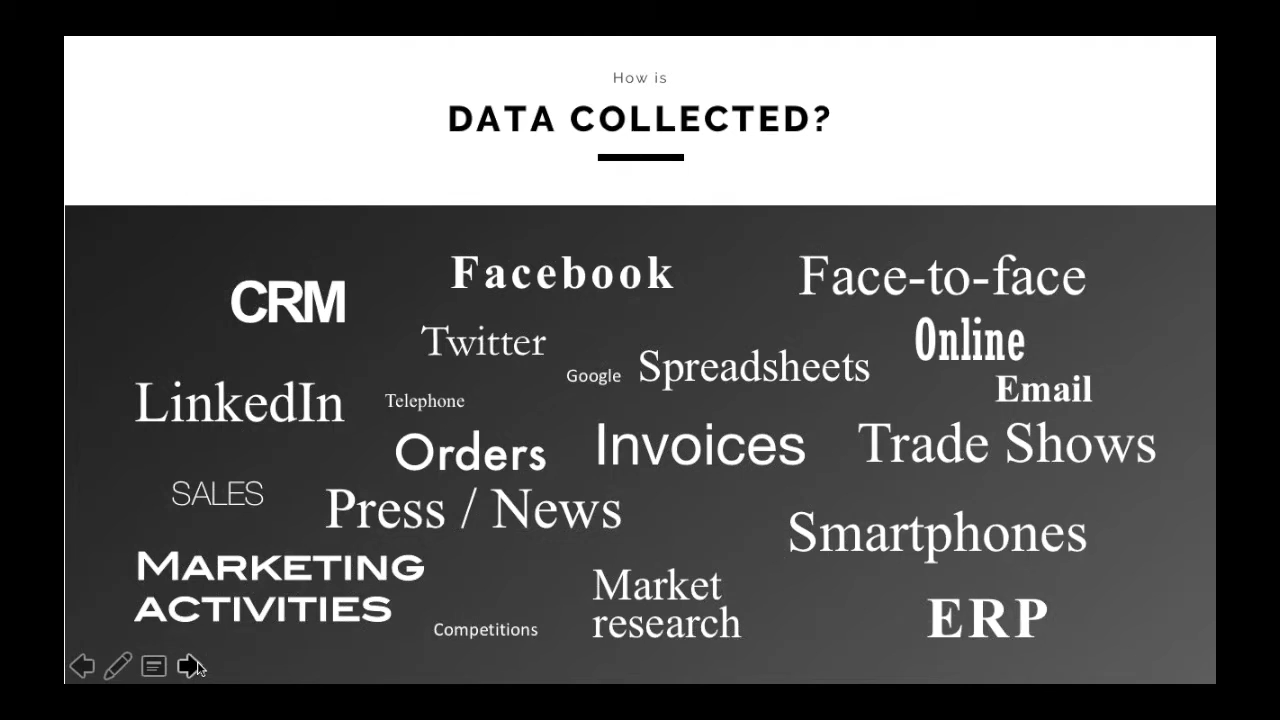 How is
DATA COLLECTED?
CRM
Facebook
Face-to-face
Twitter
Online
Google
Spreadsheets
Email
LinkedIn
Telephone
Orders
Invoices
Trade Shows
SALES
Press / News
Smartphones
MARKETING
ACTIVITIES
Market
research
Competitions
ERP